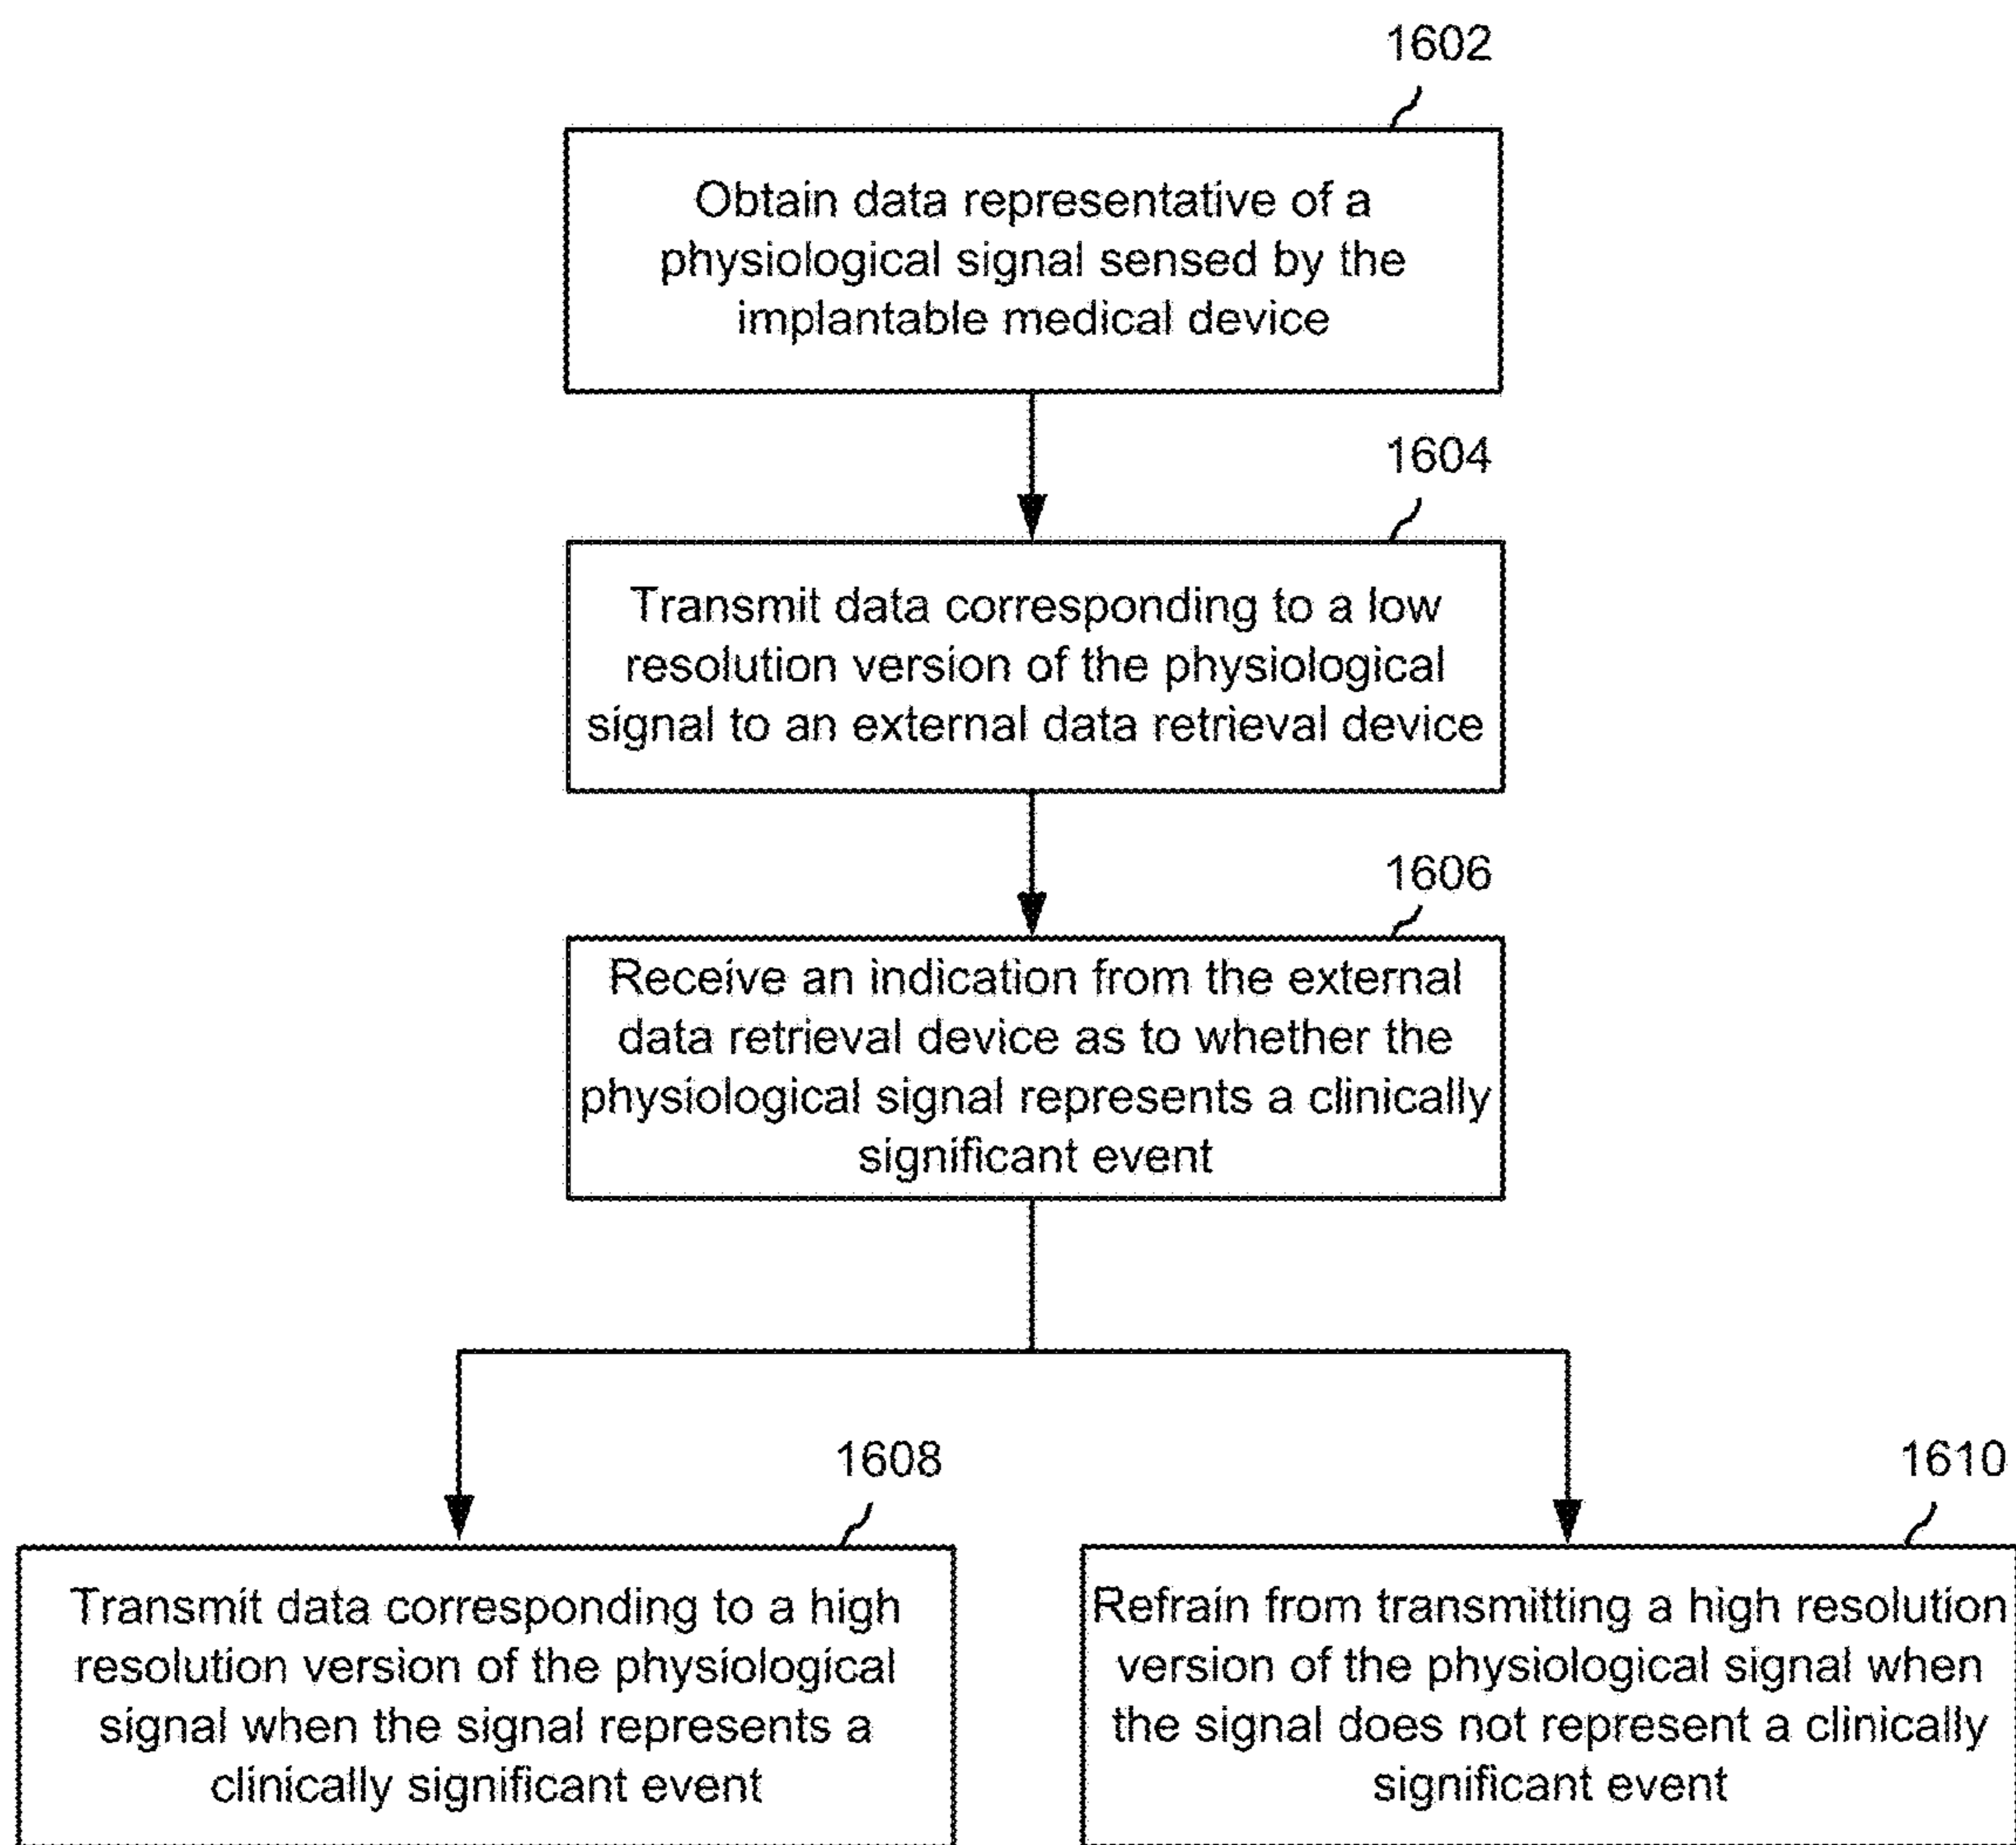 1602
Obtain data representative of a
physiological signal sensed by the
implantable medical device
1604
Transmit data corresponding to a low
resolution version of the physiological
signal to an external data retrieval device
1606
Receive an indication from the external
data retrieval device as to whether the
physiological signal represents a clinically
significant event
1608
Transmit data corresponding to a high
resolution version of the physiological
signal when the signal represents a
clinically significant event
1610
Refrain from transmitting a high resolution
version of the physiological signal when
the signal does not represent a clinically
significant event